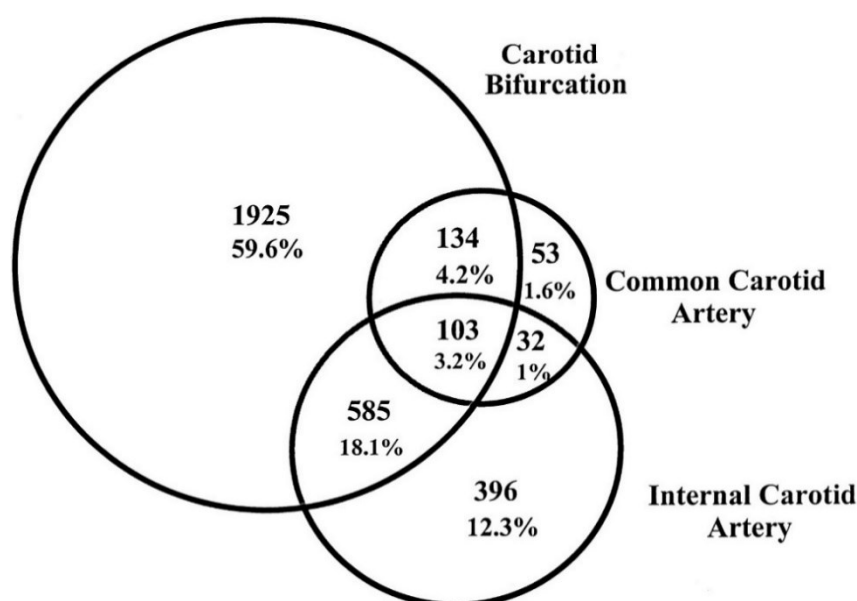 Carotid
Bifurcation
1925
59.6%
134
4.2%
53
1.6%
Common Carotid
Artery
103
3.2%
32
1%
585
18.1%
396
12.3%
Internal Carotid
Artery